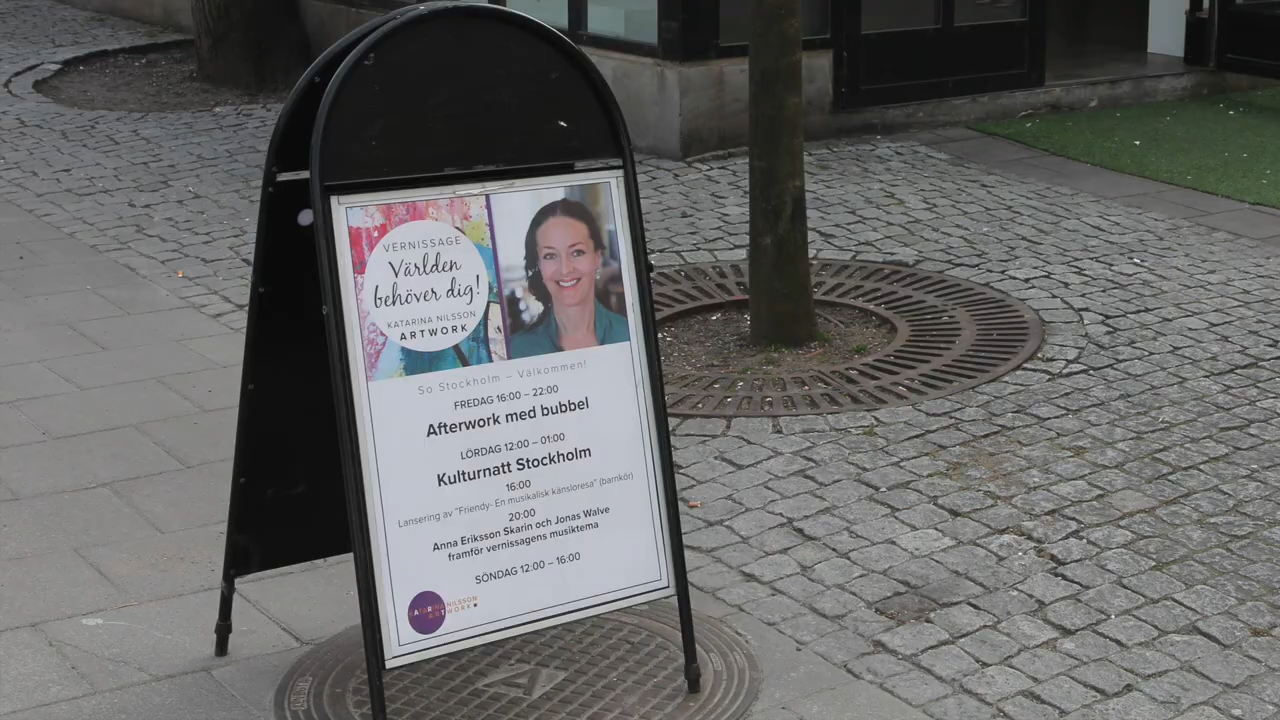 VERNISSAGE
Världen
behöver dig!
KATARINA NILSSON
ARTWORK
So Stockholm – Välkommen!
FREDAG 16:00 – 22:00
Afterwork med bubbel
LÖRDAG 12:00 – 01:00
Kulturnatt Stockholm
16:00
Lansering av "Friendy- En musikalisk känsloresa" (barnkör)
20:00
Anna Eriksson Skarin och Jonas Walve
framför vernissagens musiktema
SÖNDAG 12:00 – 16:00
KATARINA NILSSON
ARTWORK